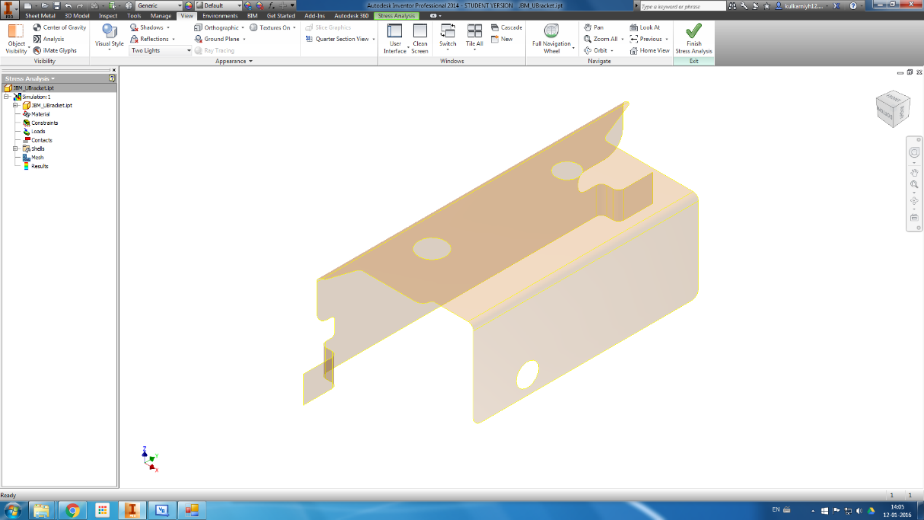 Autodesk Inventor Professional 2014 - STUDENT VERSION JBM_UBracket.ipt
Generic
Default
Type a keyword or phrase
Sheet Metal 3D Model Inspect Tools Manage View Environments BIM Get Started Add-Ins Autodesk 360 Stress Analysis
Object Visibility
Center of Gravity
Analysis
iMate Glyphs
Visibility
Visual Style
Shadows
Reflections
Two Lights
Orthographic
Ground Plane
Ray Tracing
Textures On
Slice Graphics
Quarter Section View
Appearance
User Interface
Clean Screen
Switch
Tile All
Cascade
New
Windows
Full Navigation Wheel
Pan
Zoom All
Orbit
Look At
Previous
Home View
Navigate
Finish Stress Analysis
Exit
Stress Analysis
JBM_UBracket.ipt
Simulation:1
JBM_UBracket.ipt
Material
Constraints
Loads
Contacts
Shells
Mesh
Results
Z
Y
X
Ready
1 1
EN
14:05
12-01-2016